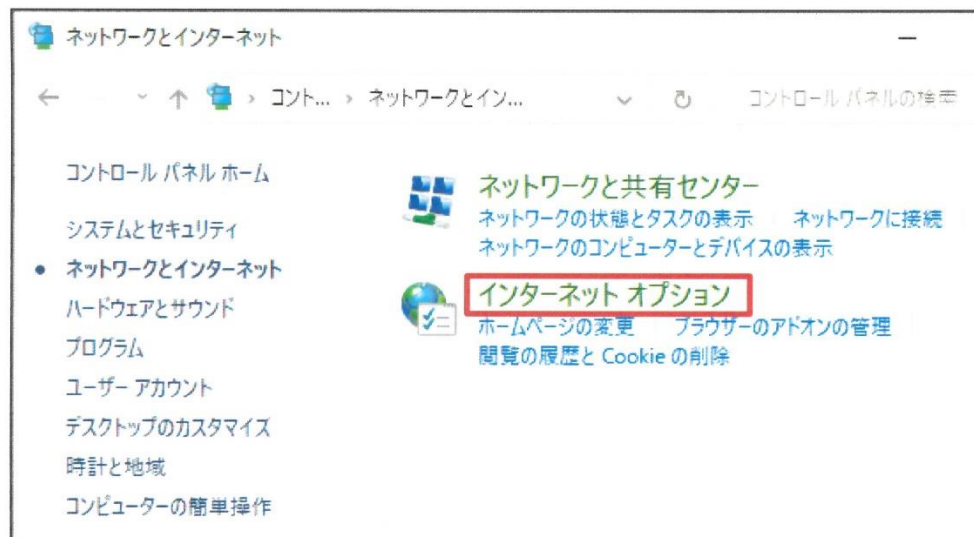 ネットワークとインターネット
コント... › ネットワークとイン...
コントロール パネルの検索
コントロール パネル ホーム
システムとセキュリティ
ネットワークとインターネット
ハードウェアとサウンド
プログラム
ユーザー アカウント
デスクトップのカスタマイズ
時計と地域
コンピューターの簡単操作
ネットワークと共有センター
ネットワークの状態とタスクの表示 ネットワークに接続
ネットワークのコンピューターとデバイスの表示
インターネット オプション
ホームページの変更 ブラウザーのアドオンの管理
閲覧の履歴と Cookie の削除